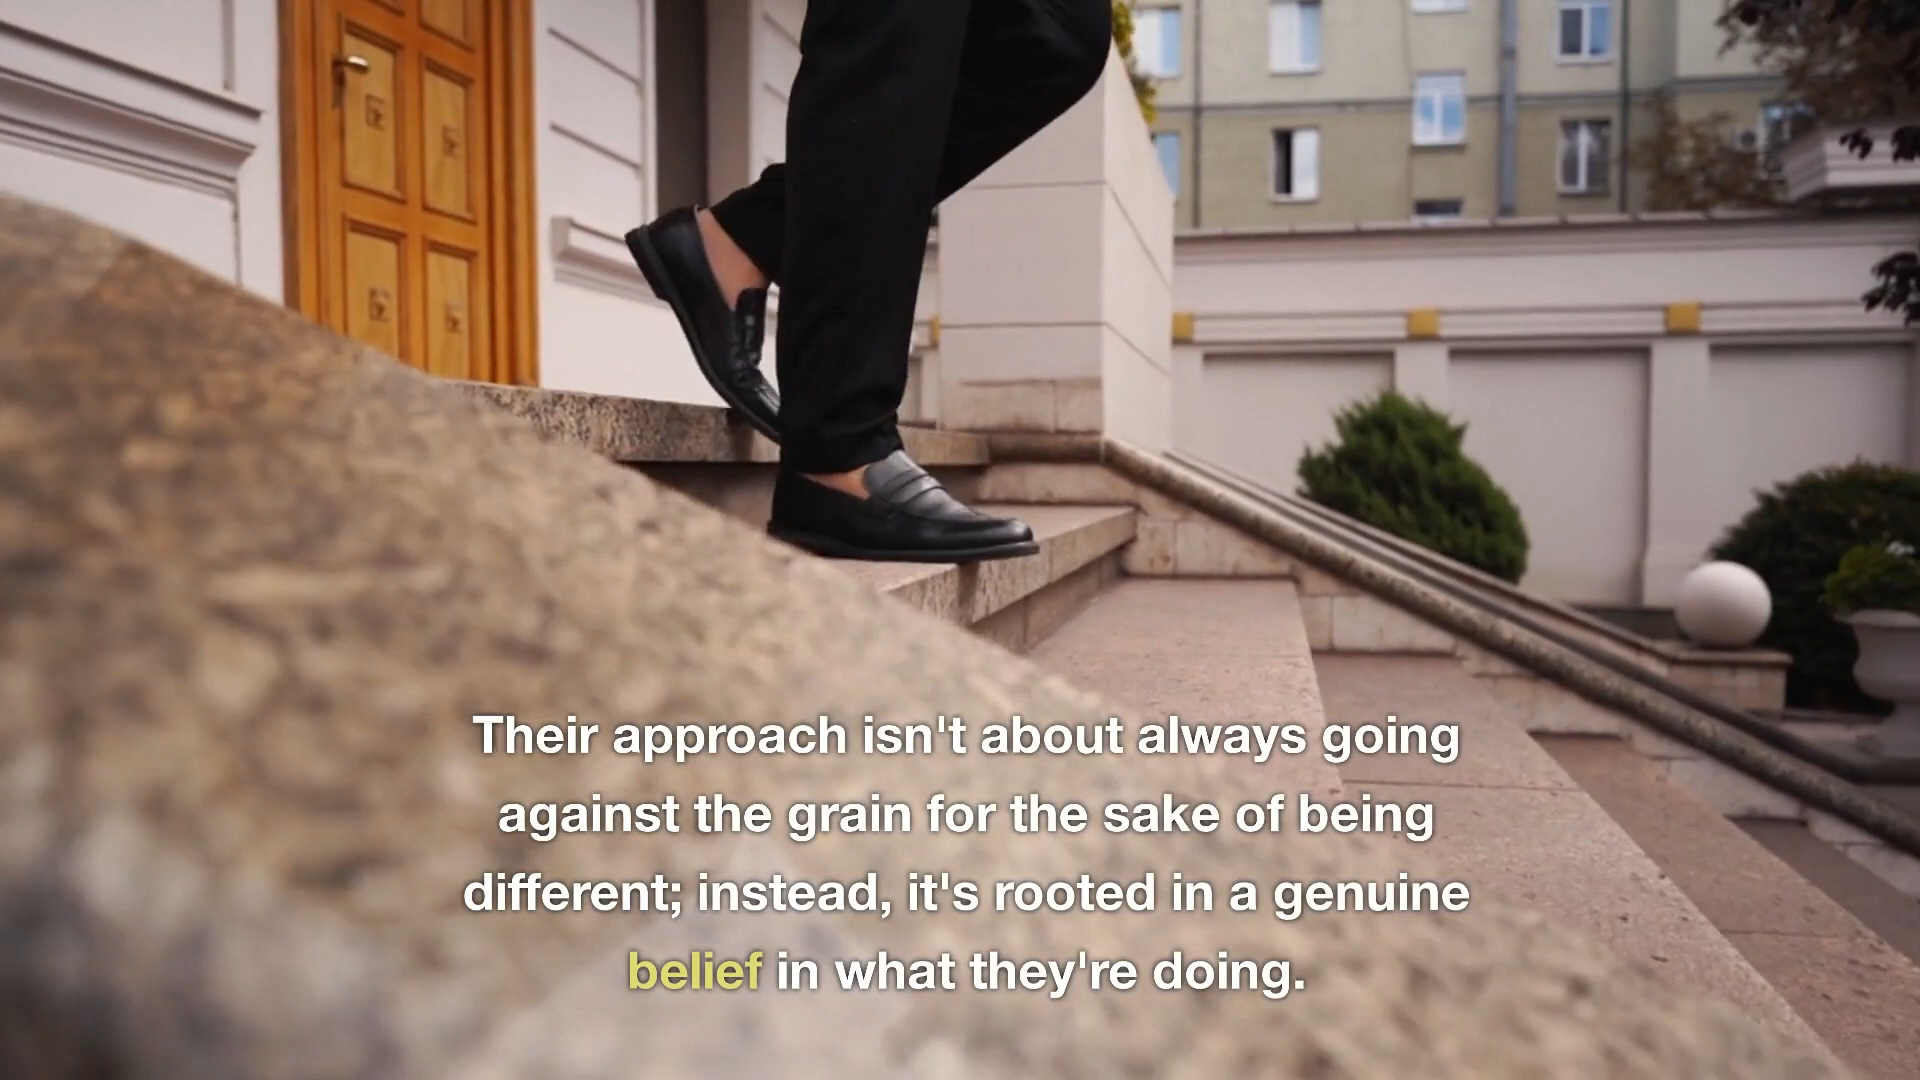 Their approach isn't about always going
against the grain for the sake of being
different; instead, it's rooted in a genuine
belief in what they're doing.